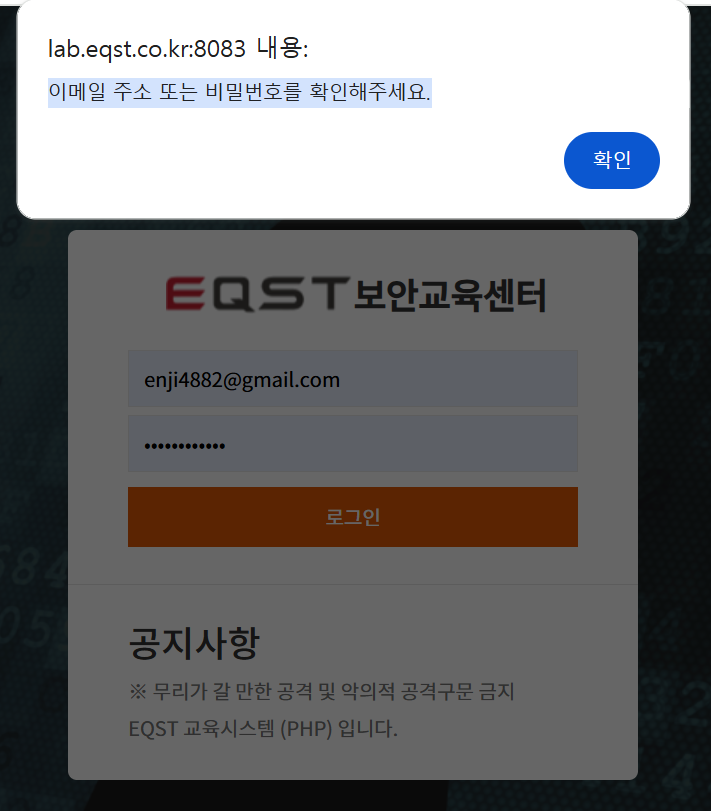 lab.eqst.co.kr:8083 내용:
이메일 주소 또는 비밀번호를 확인해주세요.
확인
EQST 보안교육센터
enji4882@gmail.com
••••••••••••
로그인
공지사항
※ 무리가 갈 만한 공격 및 악의적 공격구문 금지
EQST 교육시스템 (PHP) 입니다.